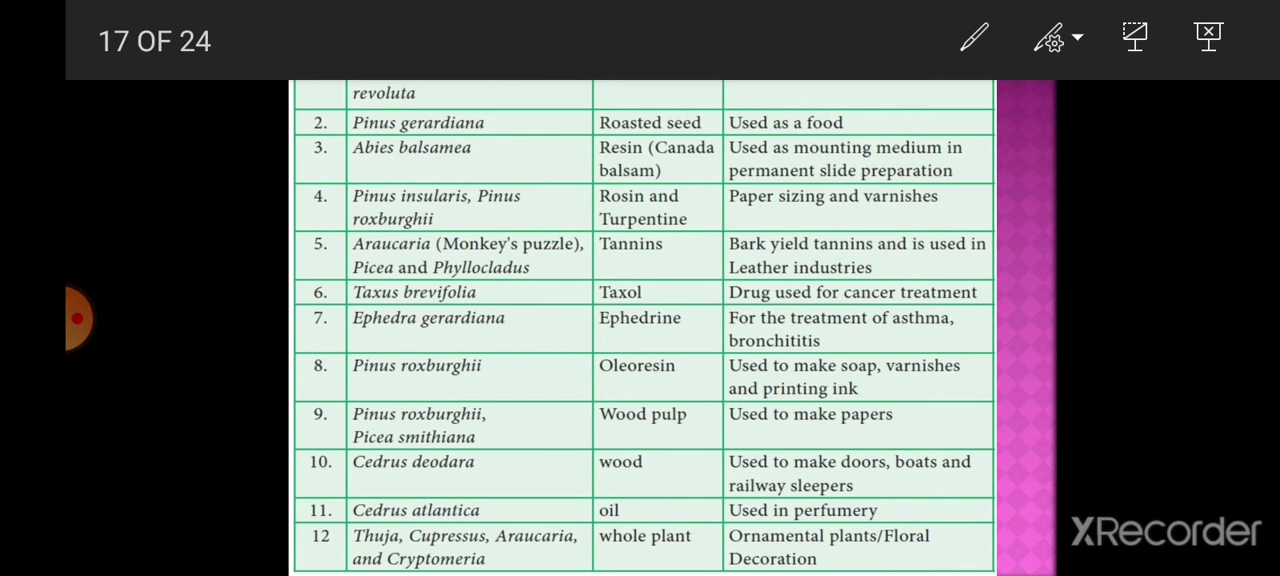 17 OF 24
revoluta
2. Pinus gerardiana Roasted seed Used as a food
3. Abies balsamea Resin (Canada Used as mounting medium in
balsam) permanent slide preparation
4. Pinus insularis, Pinus Rosin and Paper sizing and varnishes
roxburghii Turpentine
5. Araucaria (Monkey's puzzle), Tannins Bark yield tannins and is used in
Picea and Phyllocladus Leather industries
6. Taxus brevifolia Taxol Drug used for cancer treatment
7. Ephedra gerardiana Ephedrine For the treatment of asthma,
bronchititis
8. Pinus roxburghii Oleoresin Used to make soap, varnishes
and printing ink
9. Pinus roxburghii, Wood pulp Used to make papers
Picea smithiana
10. Cedrus deodara wood Used to make doors, boats and
railway sleepers
11. Cedrus atlantica oil Used in perfumery
12 Thuja, Cupressus, Araucaria, whole plant Ornamental plants/Floral
and Cryptomeria Decoration
XRecorder